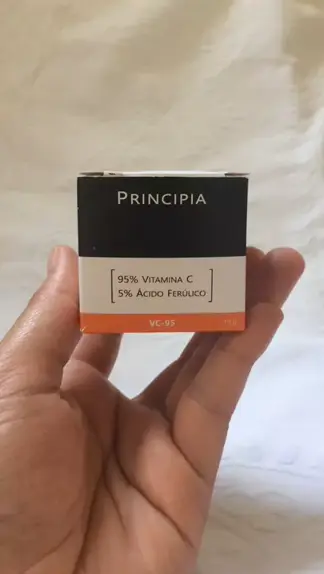 PRINCIPIA
95% VITAMINA C
5% ÁCIDO FERÚLICO
VC-95